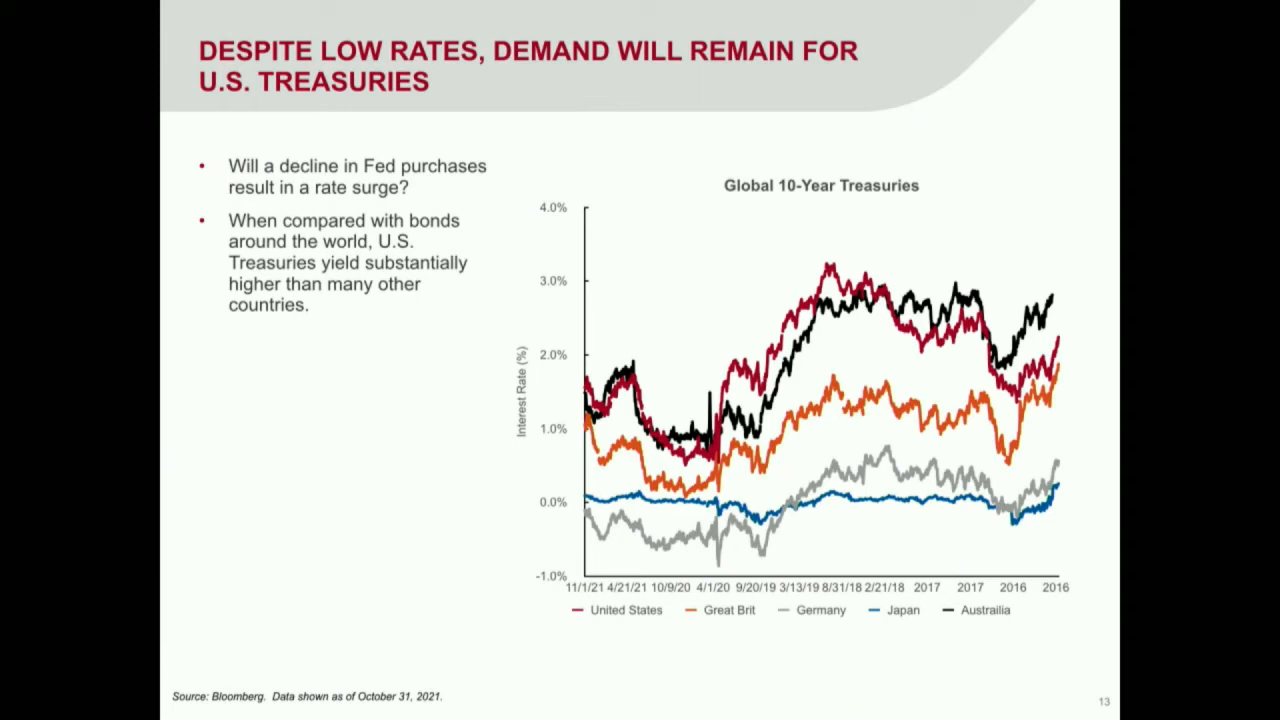 DESPITE LOW RATES, DEMAND WILL REMAIN FOR
U.S. TREASURIES
• Will a decline in Fed purchases
result in a rate surge?
• When compared with bonds
around the world, U.S.
Treasuries yield substantially
higher than many other
countries.
Global 10-Year Treasuries
Interest Rate (%)
4.0%
3.0%
2.0%
1.0%
0.0%
-1.0%
11/1/21 4/21/21 10/9/20 4/1/20 9/20/19 3/13/19 8/31/18 2/21/18 2017 2017 2016 2016
United States Great Brit Germany Japan Austrailia
Source: Bloomberg. Data shown as of October 31, 2021.
13